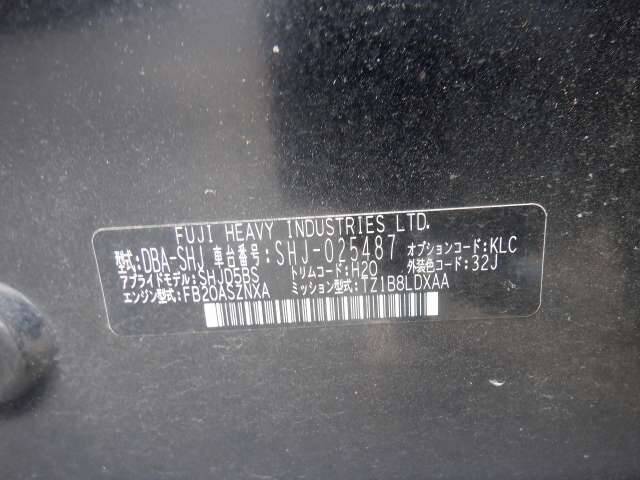 FUJI HEAVY INDUSTRIES LTD.
型式:DBA-SHJ 車台番号:SHJ-025487 オプションコード:KLC
アプライドモデル:SHJD5BS トリムコード:H20 外装色コード:32J
エンジン型式:FB20ASZNXA ミッション型式:TZ1B8LDXAA